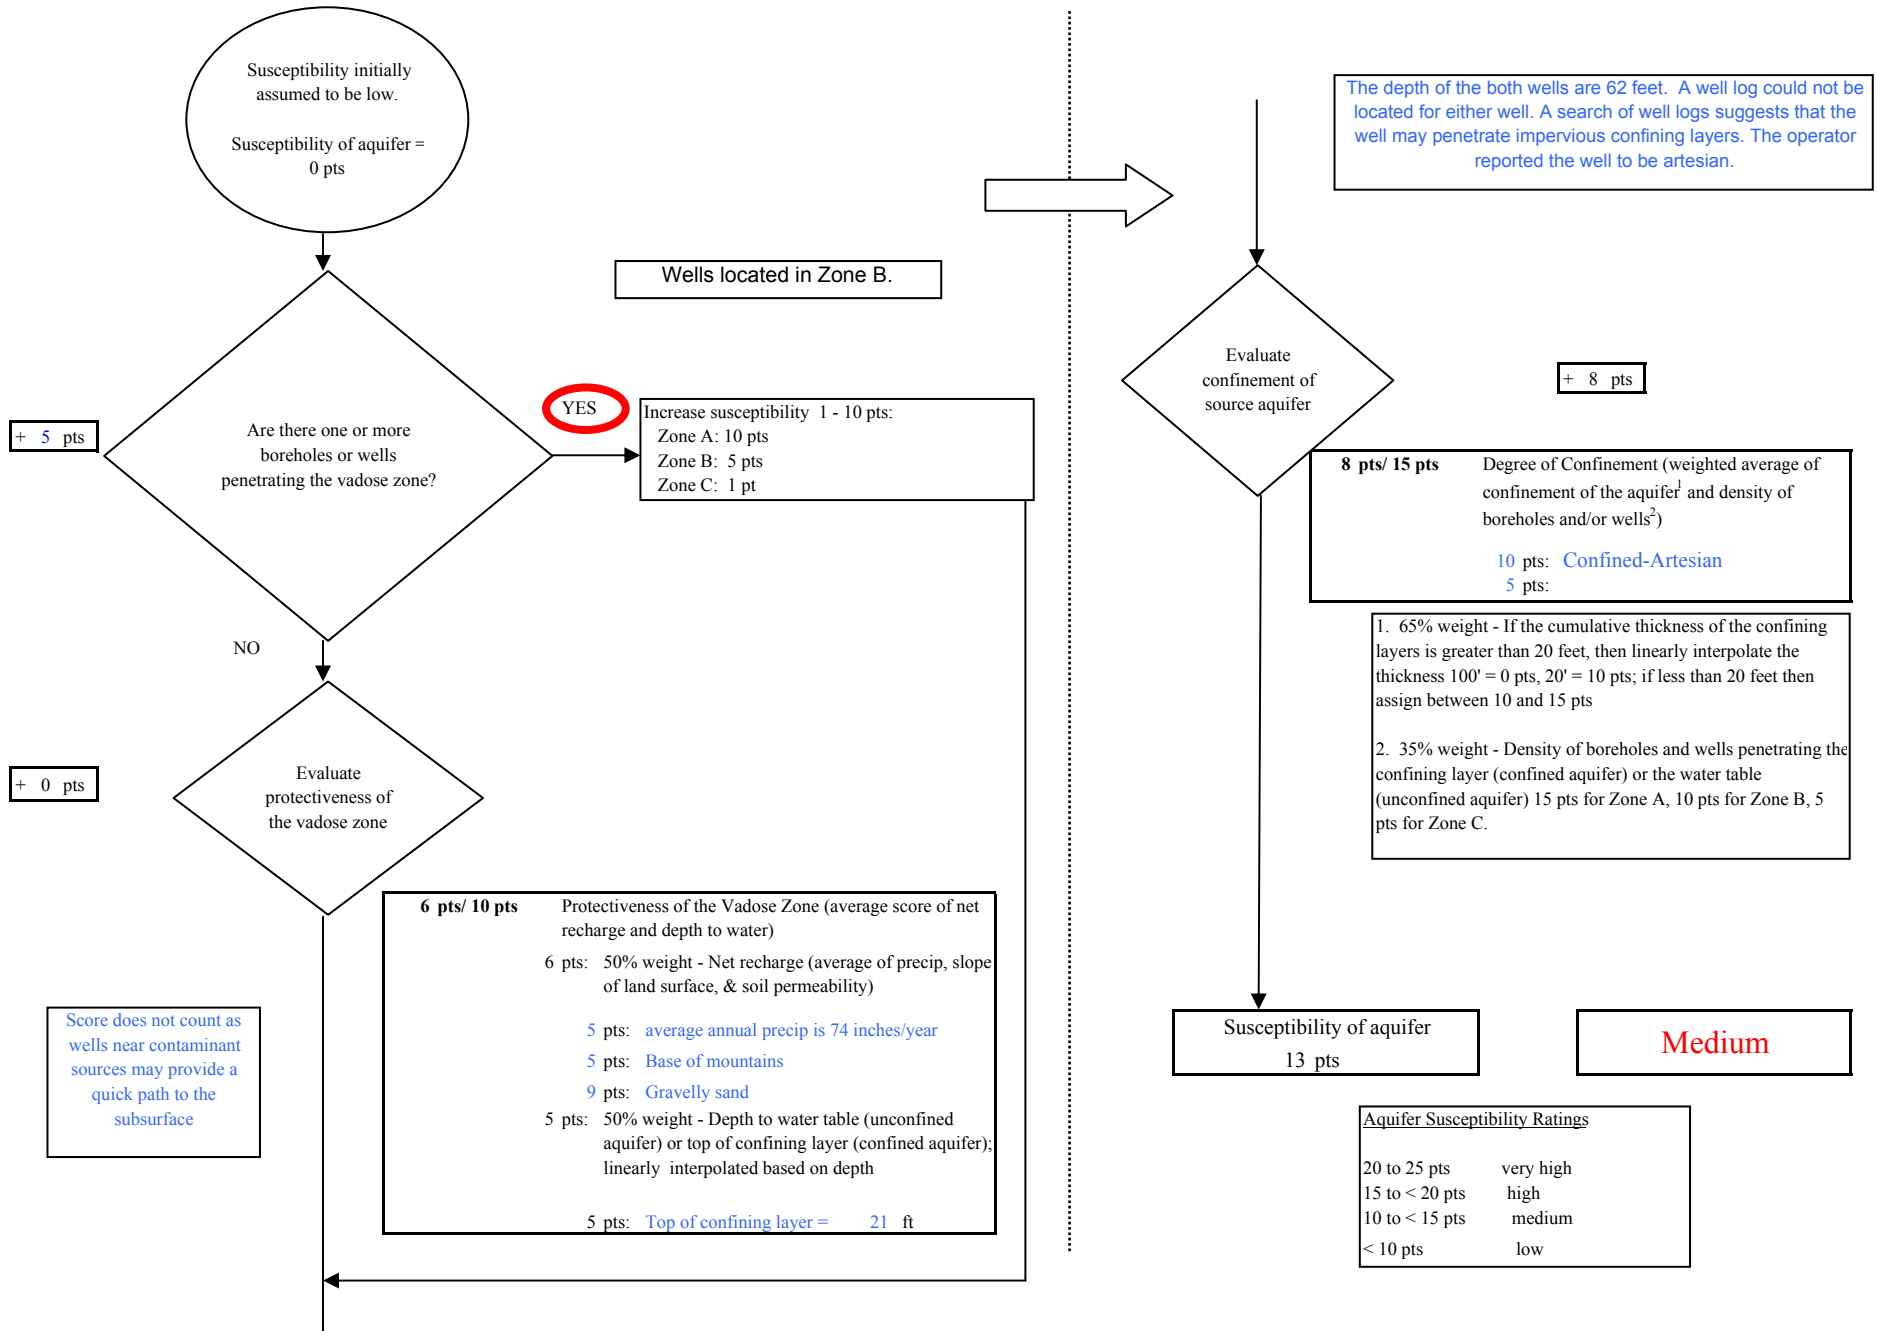 Susceptibility initially
assumed to be low.
Susceptibility of aquifer =
0 pts
Wells located in Zone B.
+ 5 pts
Are there one or more
boreholes or wells
penetrating the vadose zone?
YES
Increase susceptibility 1 - 10 pts:
Zone A: 10 pts
Zone B: 5 pts
Zone C: 1 pt
NO
+ 0 pts
Evaluate
protectiveness of
the vadose zone
6 pts/ 10 pts Protectiveness of the Vadose Zone (average score of net
recharge and depth to water)
6 pts: 50% weight - Net recharge (average of precip, slope
of land surface, & soil permeability)
5 pts: average annual precip is 74 inches/year
5 pts: Base of mountains
9 pts: Gravelly sand
5 pts: 50% weight - Depth to water table (unconfined
aquifer) or top of confining layer (confined aquifer);
linearly interpolated based on depth
5 pts: Top of confining layer = 21 ft
Score does not count as
wells near contaminant
sources may provide a
quick path to the
subsurface
The depth of the both wells are 62 feet. A well log could not be
located for either well. A search of well logs suggests that the
well may penetrate impervious confining layers. The operator
reported the well to be artesian.
Evaluate
confinement of
source aquifer
+ 8 pts
8 pts/ 15 pts Degree of Confinement (weighted average of
confinement of the aquifer1 and density of
boreholes and/or wells2)
10 pts: Confined-Artesian
5 pts:
1. 65% weight - If the cumulative thickness of the confining
layers is greater than 20 feet, then linearly interpolate the
thickness 100' = 0 pts, 20' = 10 pts; if less than 20 feet then
assign between 10 and 15 pts
2. 35% weight - Density of boreholes and wells penetrating the
confining layer (confined aquifer) or the water table
(unconfined aquifer) 15 pts for Zone A, 10 pts for Zone B, 5
pts for Zone C.
Susceptibility of aquifer
13 pts
Medium
Aquifer Susceptibility Ratings
20 to 25 pts very high
15 to < 20 pts high
10 to < 15 pts medium
< 10 pts low